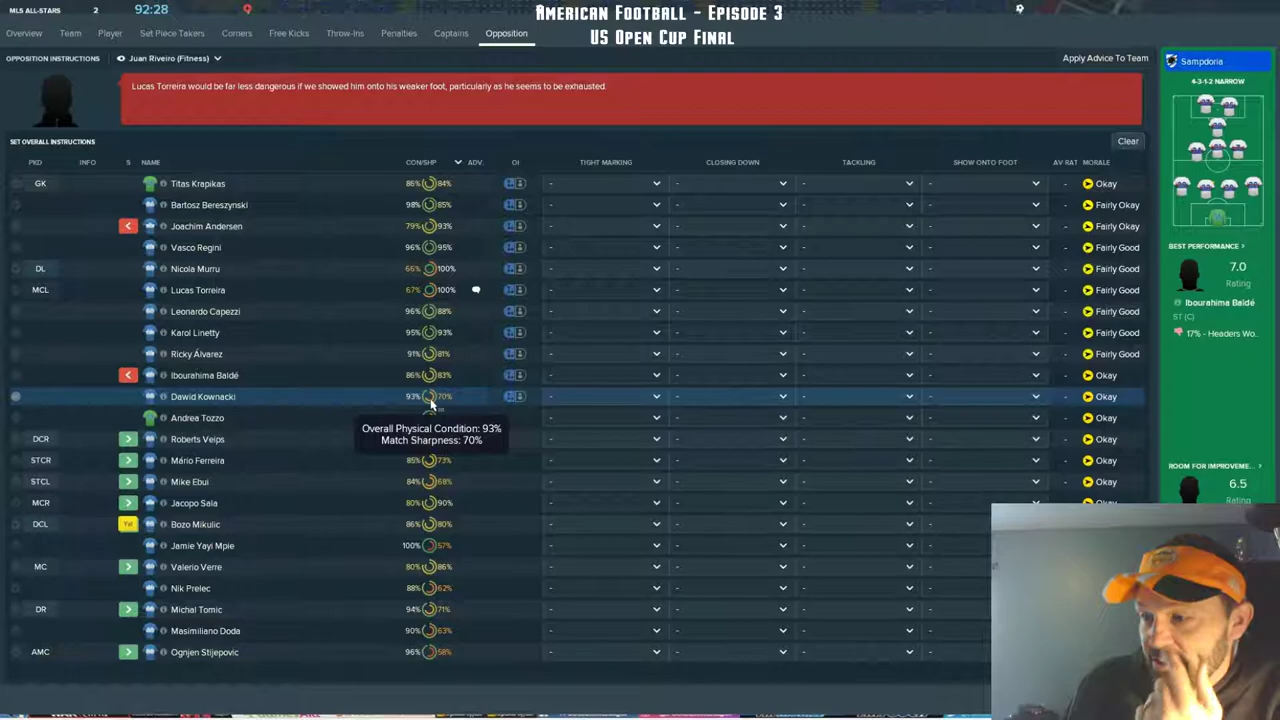 MLS ALL-STARS 2 92:28
AMERICAN FOOTBALL - EPISODE 3
US OPEN CUP FINAL
Overview Team Player Set Piece Takers Corners Free Kicks Throw-Ins Penalties Captains Opposition
OPPOSITION INSTRUCTIONS Juan Riveiro (Fitness) Apply Advice To Team
Lucas Torreira would be far less dangerous if we showed him onto his weaker foot, particularly as he seems to be exhausted.
SET OVERALL INSTRUCTIONS Clear
PKD INFO S NAME CON/SHP ADV. OI TIGHT MARKING CLOSING DOWN TACKLING SHOW ONTO FOOT AV RAT MORALE
GK Titas Krapikas 86% 84% - - - - - Okay
Bartosz Bereszynski 98% 85% - - - - - Fairly Okay
Joachim Andersen 79% 93% - - - - - Fairly Okay
Vasco Regini 96% 95% - - - - - Fairly Good
DL Nicola Murru 66% 100% - - - - - Fairly Good
MCL Lucas Torreira 67% 100% - - - - - Fairly Good
Leonardo Capezzi 96% 88% - - - - - Fairly Good
Karol Linetty 95% 93% - - - - - Fairly Good
Ricky Álvarez 91% 81% - - - - - Fairly Good
Ibourahima Baldé 86% 83% - - - - - Okay
Dawid Kownacki 93% 70% - - - - - Okay
Andrea Tozzo - - - - - Okay
Overall Physical Condition: 93%
Match Sharpness: 70%
DCR Roberts Veips - - - - - Okay
STCR Mário Ferreira 85% 73% - - - - - Okay
STCL Mike Ebui 84% 68% - - - - - Okay
MCR Jacopo Sala 80% 90% - - - -
DCL Yel Bozo Mikulic 86% 80% - - - -
Jamie Yayi Mpie 100% 57% - - - -
MC Valerio Verre 80% 86% - - - -
Nik Prelec 88% 62% - - - -
DR Michal Tomic 94% 71% - - - -
Masimiliano Doda 90% 63% - - - -
AMC Ognjen Stijepovic 96% 58% - - - -
Sampdoria
4-3-1-2 NARROW
BEST PERFORMANCE >
7.0
Rating
Ibourahima Baldé
ST (C)
17% - Headers Wo..
ROOM FOR IMPROVEME... >
6.5
Rating